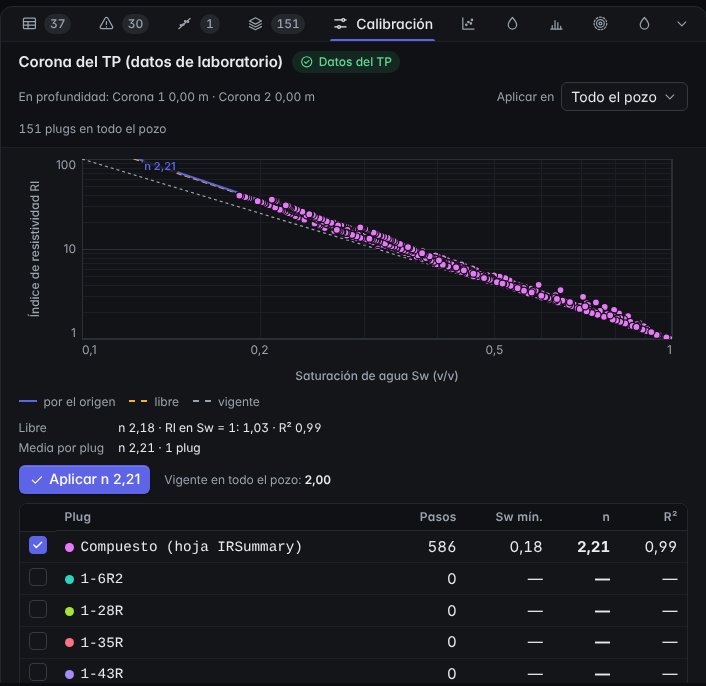 37 30 1 151 Calibración
Corona del TP (datos de laboratorio) Datos del TP
En profundidad: Corona 1 0,00 m · Corona 2 0,00 m Aplicar en Todo el pozo
151 plugs en todo el pozo
Índice de resistividad RI
100
10
1
n 2,21
0,1 0,2 0,5 1
Saturación de agua Sw (v/v)
por el origen libre vigente
Libre n 2,18 · RI en Sw = 1: 1,03 · R² 0,99
Media por plug n 2,21 · 1 plug
Aplicar n 2,21 Vigente en todo el pozo: 2,00
Plug Pasos Sw mín. n R²
Compuesto (hoja IRSummary) 586 0,18 2,21 0,99
1-6R2 0 — — —
1-28R 0 — — —
1-35R 0 — — —
1-43R 0 — — —